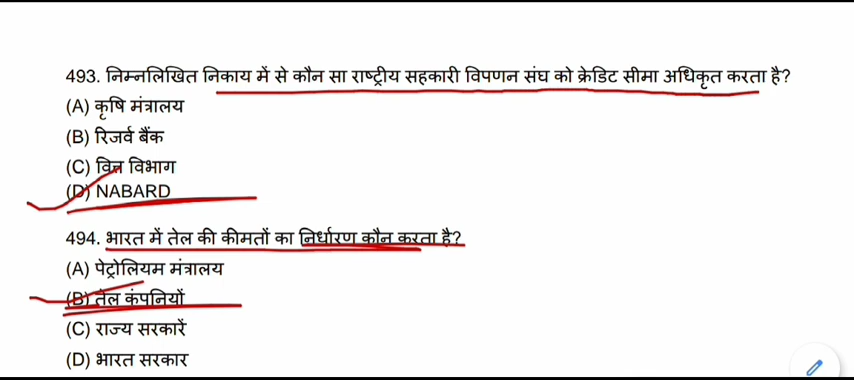 493. निम्नलिखित निकाय में से कौन सा राष्ट्रीय सहकारी विपणन संघ को क्रेडिट सीमा अधिकृत करता है?
(A) कृषि मंत्रालय
(B) रिजर्व बैंक
(C) वित्त विभाग
(D) NABARD
494. भारत में तेल की कीमतों का निर्धारण कौन करता है?
(A) पेट्रोलियम मंत्रालय
(B) तेल कंपनियों
(C) राज्य सरकारें
(D) भारत सरकार